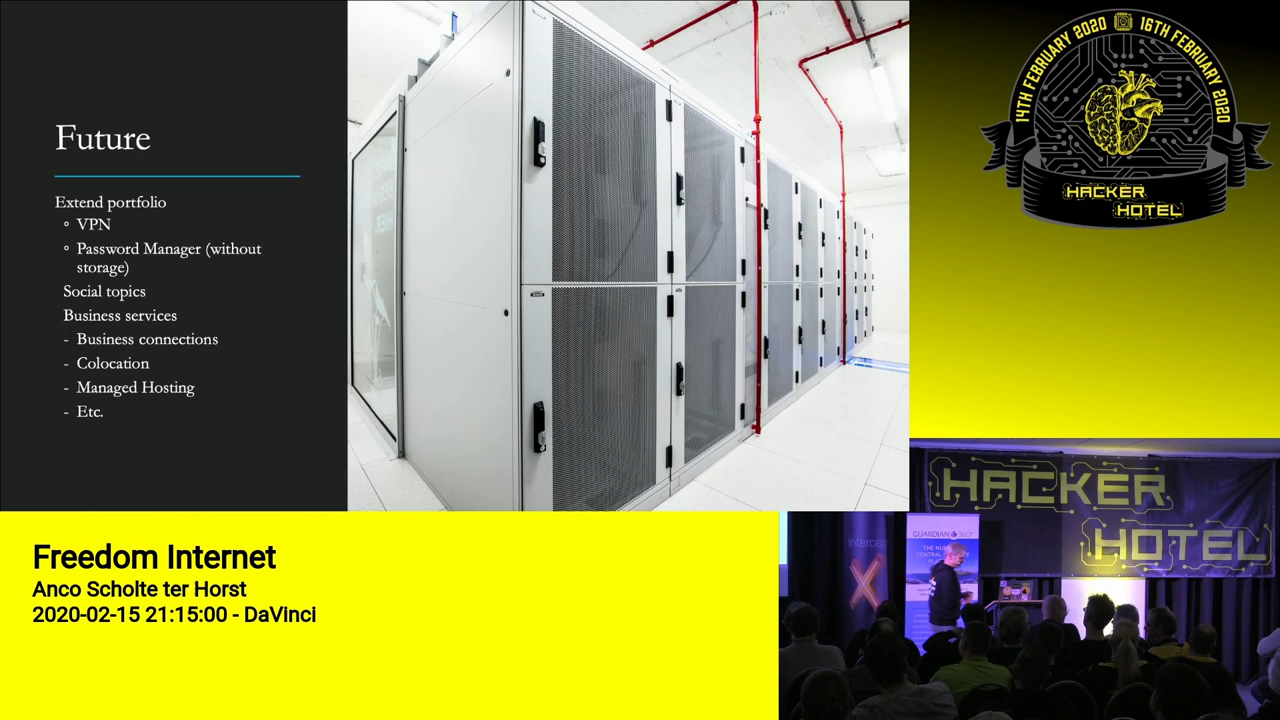 Future
Extend portfolio
◦ VPN
◦ Password Manager (without
storage)
Social topics
Business services
- Business connections
- Colocation
- Managed Hosting
- Etc.
14TH FEBRUARY 2020
16TH FEBRUARY 2020
HACKER
HOTEL
Freedom Internet
Anco Scholte ter Horst
2020-02-15 21:15:00 - DaVinci
HACKER
HOTEL
GUARDIAN 360°